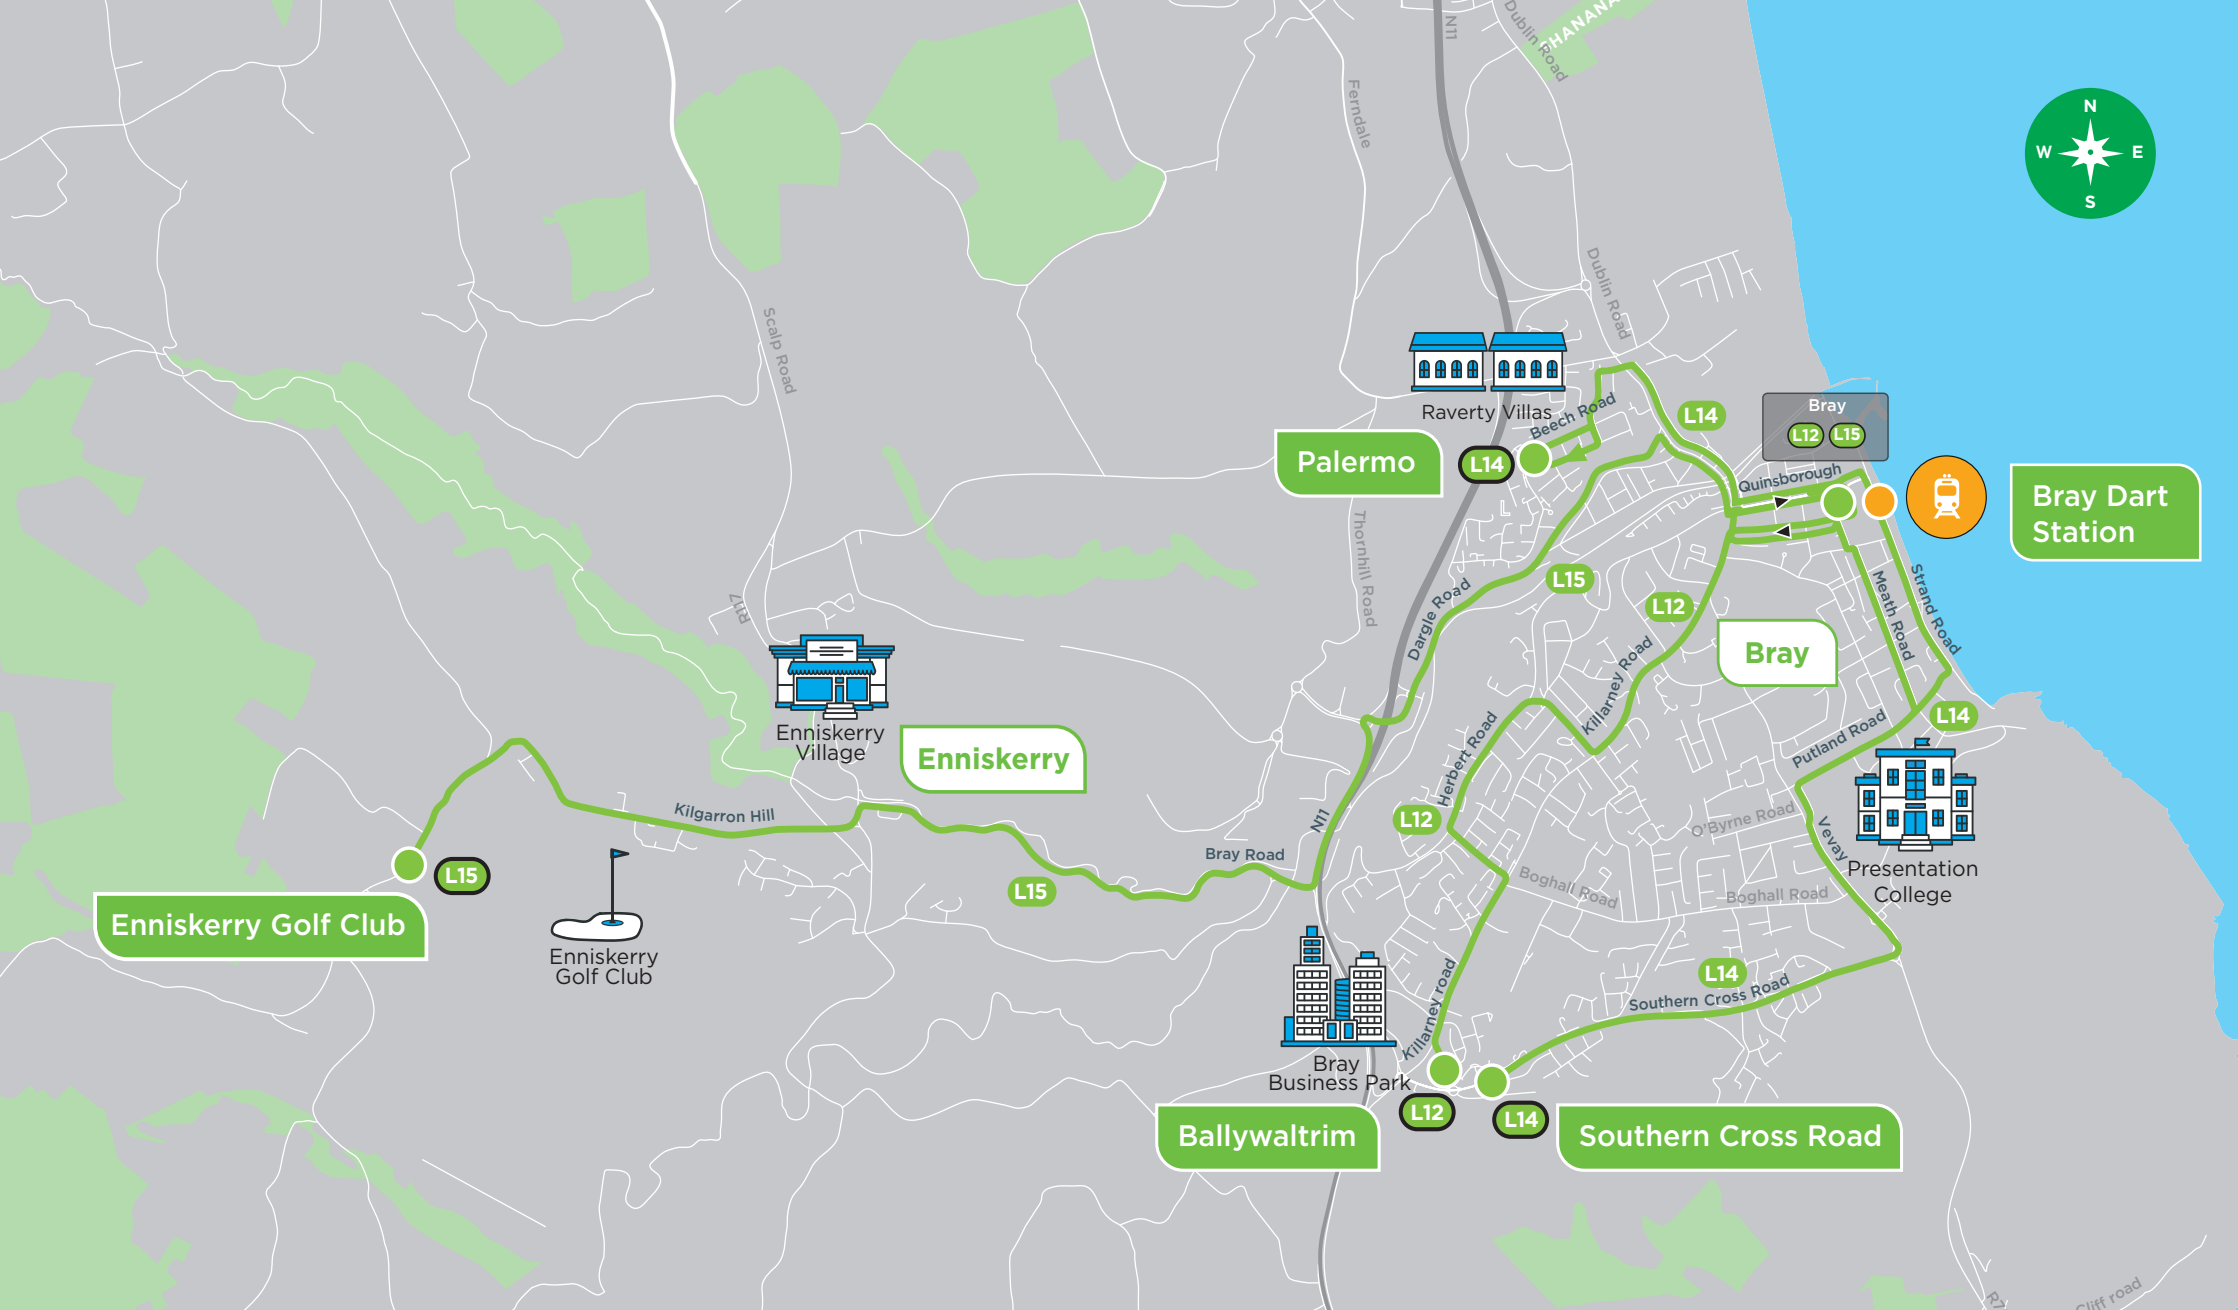 N11
Dublin Road
SHANANA
N
W
E
S
Ferndale
Dublin Road
Scalp Road
Raverty Villas
Beech Road
L14
Bray
L12
L15
Palermo
L14
Quinsborough
Bray Dart
Station
Thornhill Road
R117
Dargle Road
L15
L12
Meath Road
Strand Road
Bray
Killarney Road
Enniskerry
Village
Enniskerry
Herbert Road
L14
Putland Road
Kilgarron Hill
N11
L12
O'Byrne Road
Vevay
Bray Road
L15
L15
Boghall Road
Boghall Road
Presentation
College
Enniskerry Golf Club
Enniskerry
Golf Club
L14
Southern Cross Road
Killarney road
Bray
Business Park
L12
L14
Ballywaltrim
Southern Cross Road
Cliff road